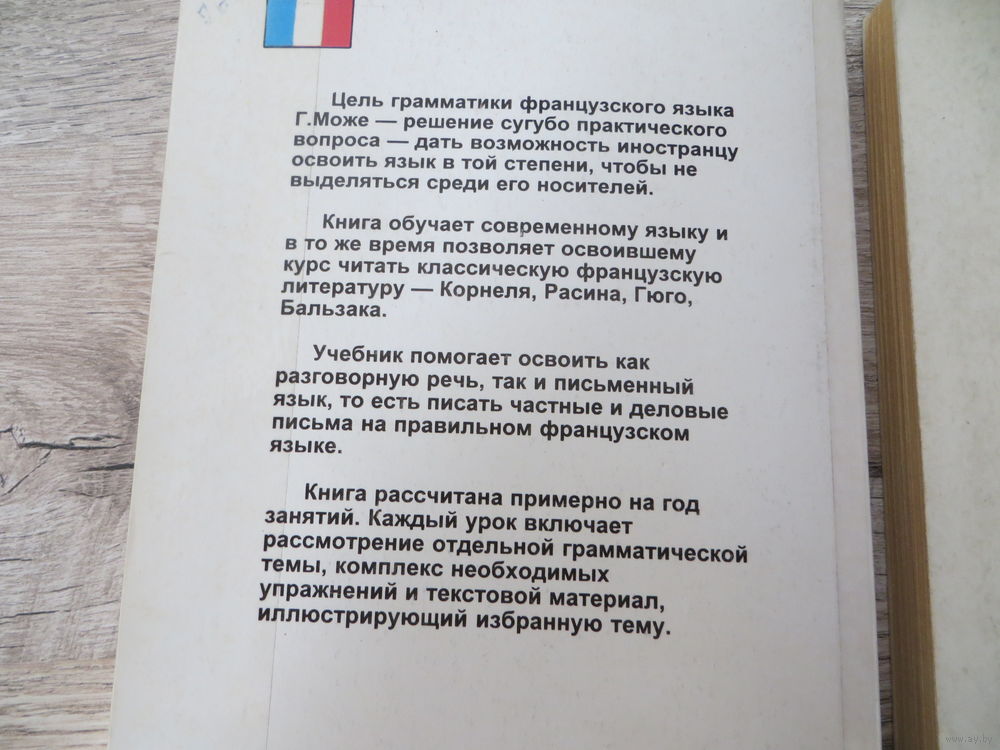 Цель грамматики французского языка
Г.Може — решение сугубо практического
вопроса — дать возможность иностранцу
освоить язык в той степени, чтобы не
выделяться среди его носителей.
Книга обучает современному языку и
в то же время позволяет освоившему
курс читать классическую французскую
литературу — Корнеля, Расина, Гюго,
Бальзака.
Учебник помогает освоить как
разговорную речь, так и письменный
язык, то есть писать частные и деловые
письма на правильном французском
языке.
Книга рассчитана примерно на год
занятий. Каждый урок включает
рассмотрение отдельной грамматической
темы, комплекс необходимых
упражнений и текстовой материал,
иллюстрирующий избранную тему.
www.ay.by